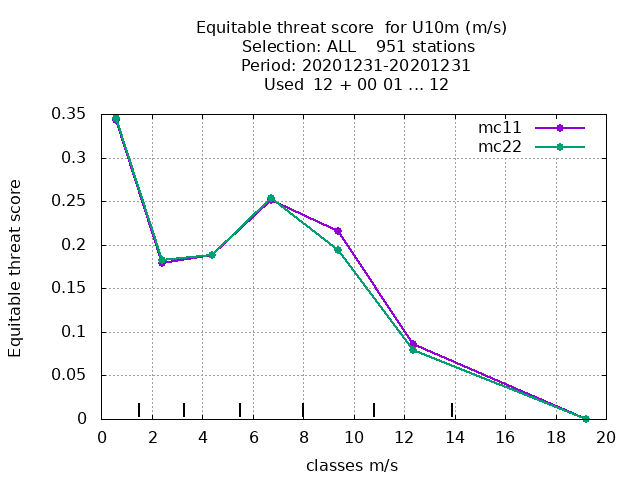 Equitable threat score  for U10m (m/s)
Selection: ALL    951 stations
Period: 20201231-20201231
Used  12 + 00 01 ... 12
mc11
mc22
Equitable threat score
0.35
0.3
0.25
0.2
0.15
0.1
0.05
0
0 2 4 6 8 10 12 14 16 18 20
classes m/s